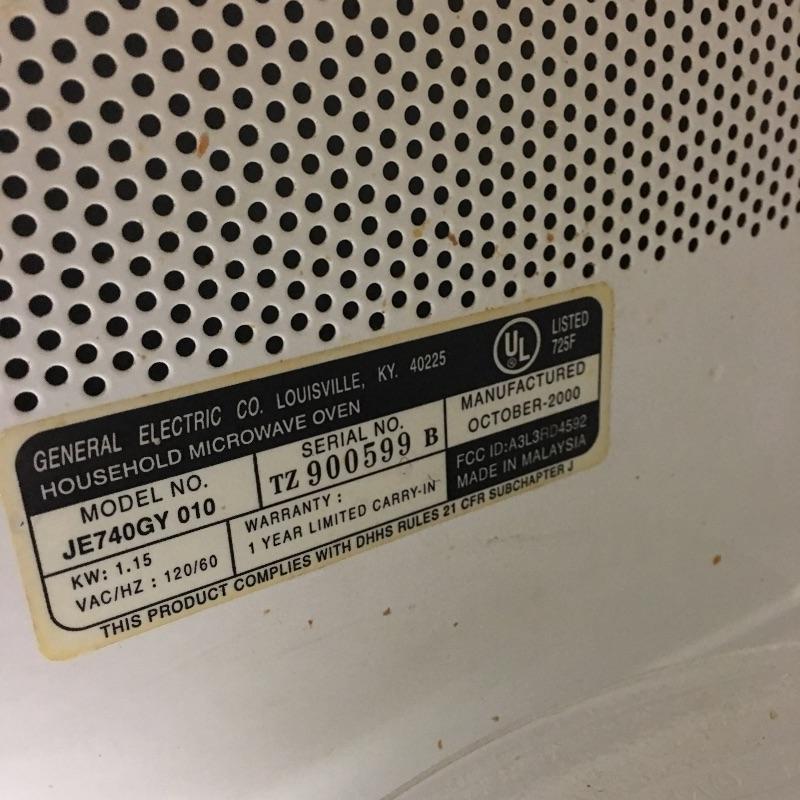 GENERAL ELECTRIC CO. LOUISVILLE, KY. 40225
HOUSEHOLD MICROWAVE OVEN
UL
LISTED
725F
MODEL NO.
JE740GY 010
SERIAL NO.
TZ 900599 B
MANUFACTURED
OCTOBER-2000
KW: 1.15
VAC/HZ : 120/60
WARRANTY :
1 YEAR LIMITED CARRY-IN
FCC ID:A3L3RD4592
MADE IN MALAYSIA
THIS PRODUCT COMPLIES WITH DHHS RULES 21 CFR SUBCHAPTER J